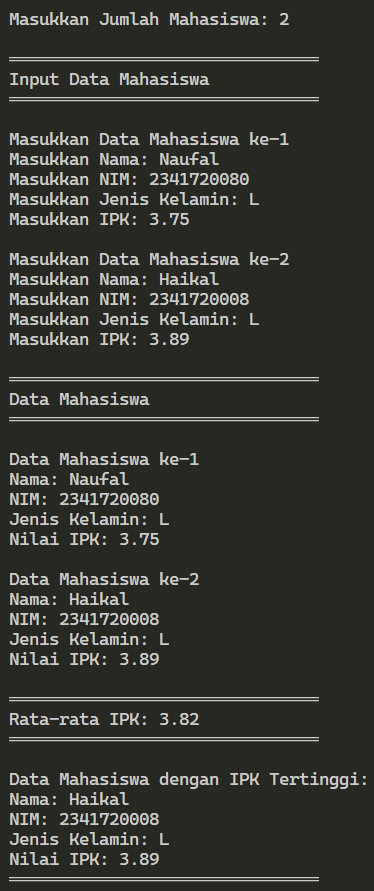 Masukkan Jumlah Mahasiswa: 2
===============================
Input Data Mahasiswa
===============================
Masukkan Data Mahasiswa ke-1
Masukkan Nama: Naufal
Masukkan NIM: 2341720080
Masukkan Jenis Kelamin: L
Masukkan IPK: 3.75
Masukkan Data Mahasiswa ke-2
Masukkan Nama: Haikal
Masukkan NIM: 2341720008
Masukkan Jenis Kelamin: L
Masukkan IPK: 3.89
===============================
Data Mahasiswa
===============================
Data Mahasiswa ke-1
Nama: Naufal
NIM: 2341720080
Jenis Kelamin: L
Nilai IPK: 3.75
Data Mahasiswa ke-2
Nama: Haikal
NIM: 2341720008
Jenis Kelamin: L
Nilai IPK: 3.89
===============================
Rata-rata IPK: 3.82
===============================
Data Mahasiswa dengan IPK Tertinggi:
Nama: Haikal
NIM: 2341720008
Jenis Kelamin: L
Nilai IPK: 3.89
===============================